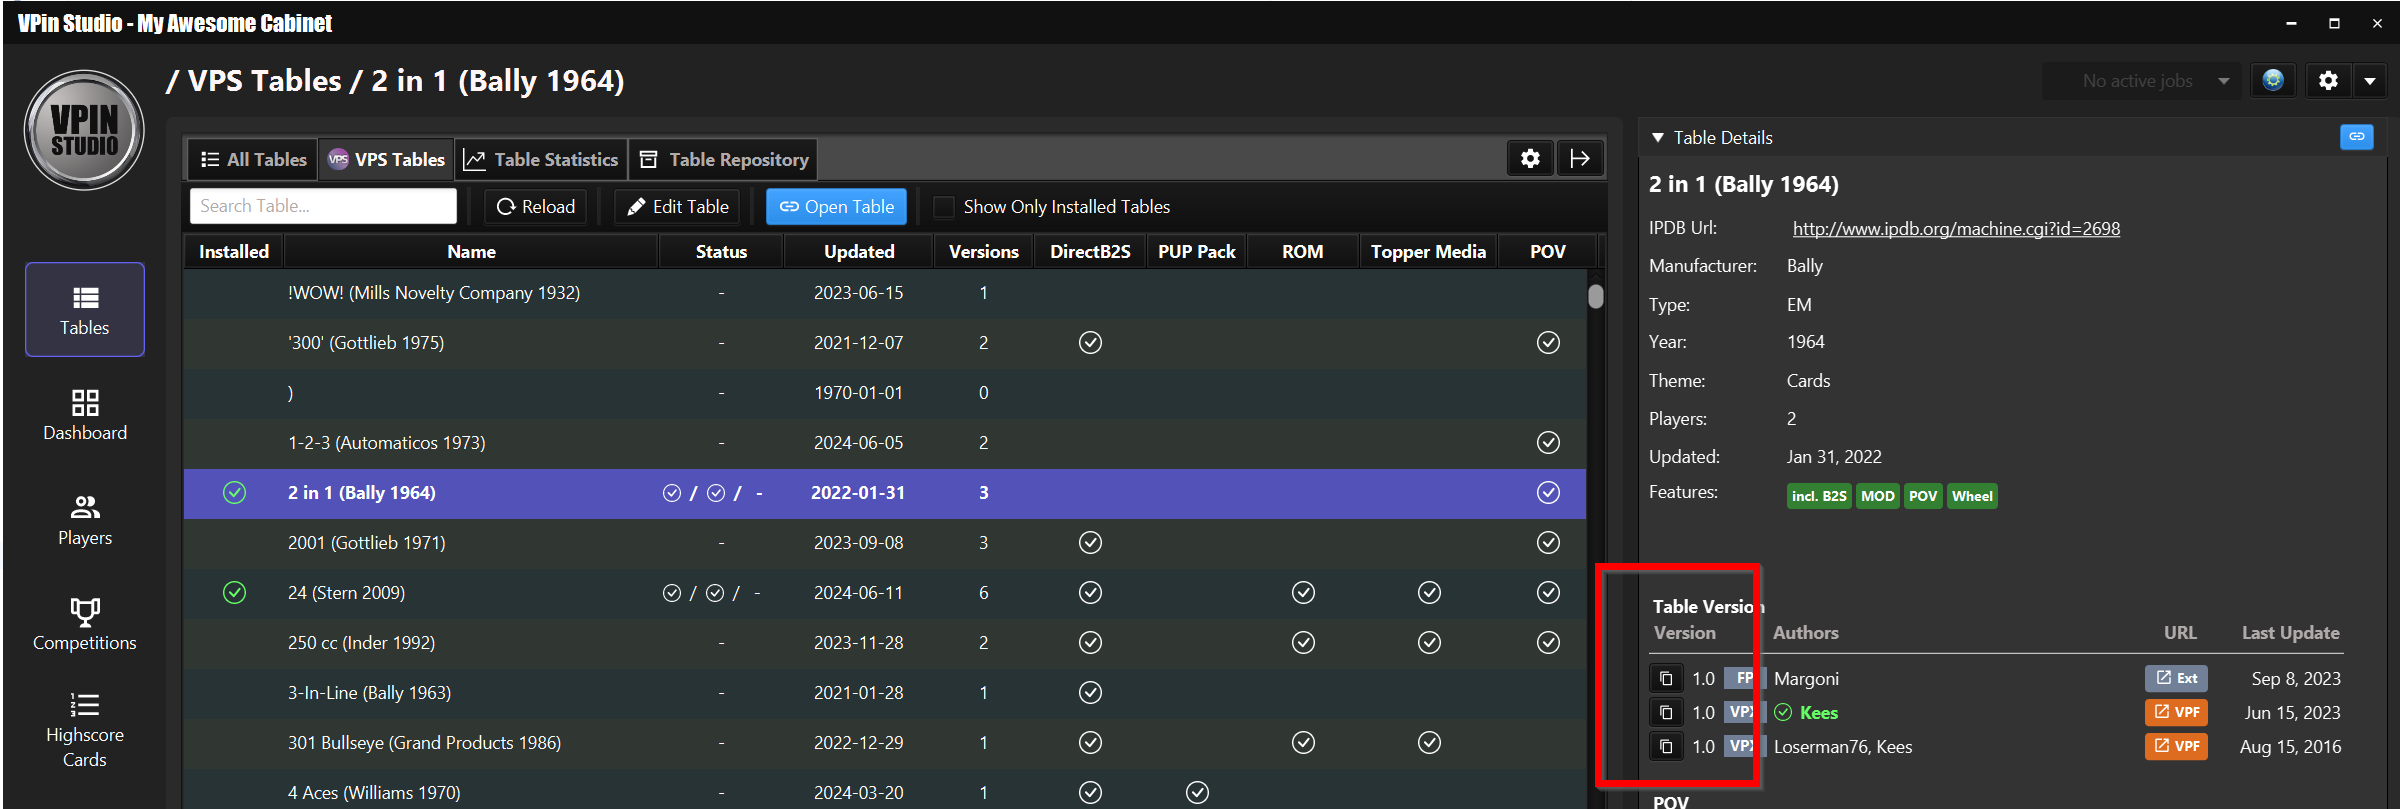 VPin Studio - My Awesome Cabinet
VPIN
STUDIO
/ VPS Tables / 2 in 1 (Bally 1964)
No active jobs
All Tables
VPS VPS Tables
Table Statistics
Table Repository
Search Table...
Reload
Edit Table
Open Table
Show Only Installed Tables
Installed Name Status Updated Versions DirectB2S PUP Pack ROM Topper Media POV
!WOW! (Mills Novelty Company 1932) - 2023-06-15 1
'300' (Gottlieb 1975) - 2021-12-07 2
) - 1970-01-01 0
1-2-3 (Automaticos 1973) - 2024-06-05 2
2 in 1 (Bally 1964) / / - 2022-01-31 3
2001 (Gottlieb 1971) - 2023-09-08 3
24 (Stern 2009) / / - 2024-06-11 6
250 cc (Inder 1992) - 2023-11-28 2
3-In-Line (Bally 1963) - 2021-01-28 1
301 Bullseye (Grand Products 1986) - 2022-12-29 1
4 Aces (Williams 1970) - 2024-03-20 1
Tables
Dashboard
Players
Competitions
Highscore
Cards
Table Details
2 in 1 (Bally 1964)
IPDB Url: http://www.ipdb.org/machine.cgi?id=2698
Manufacturer: Bally
Type: EM
Year: 1964
Theme: Cards
Players: 2
Updated: Jan 31, 2022
Features: incl. B2S MOD POV Wheel
Table Version
Version Authors URL Last Update
1.0 FP Margoni Ext Sep 8, 2023
1.0 VPX Kees VPF Jun 15, 2023
1.0 VPX Loserman76, Kees VPF Aug 15, 2016
POV